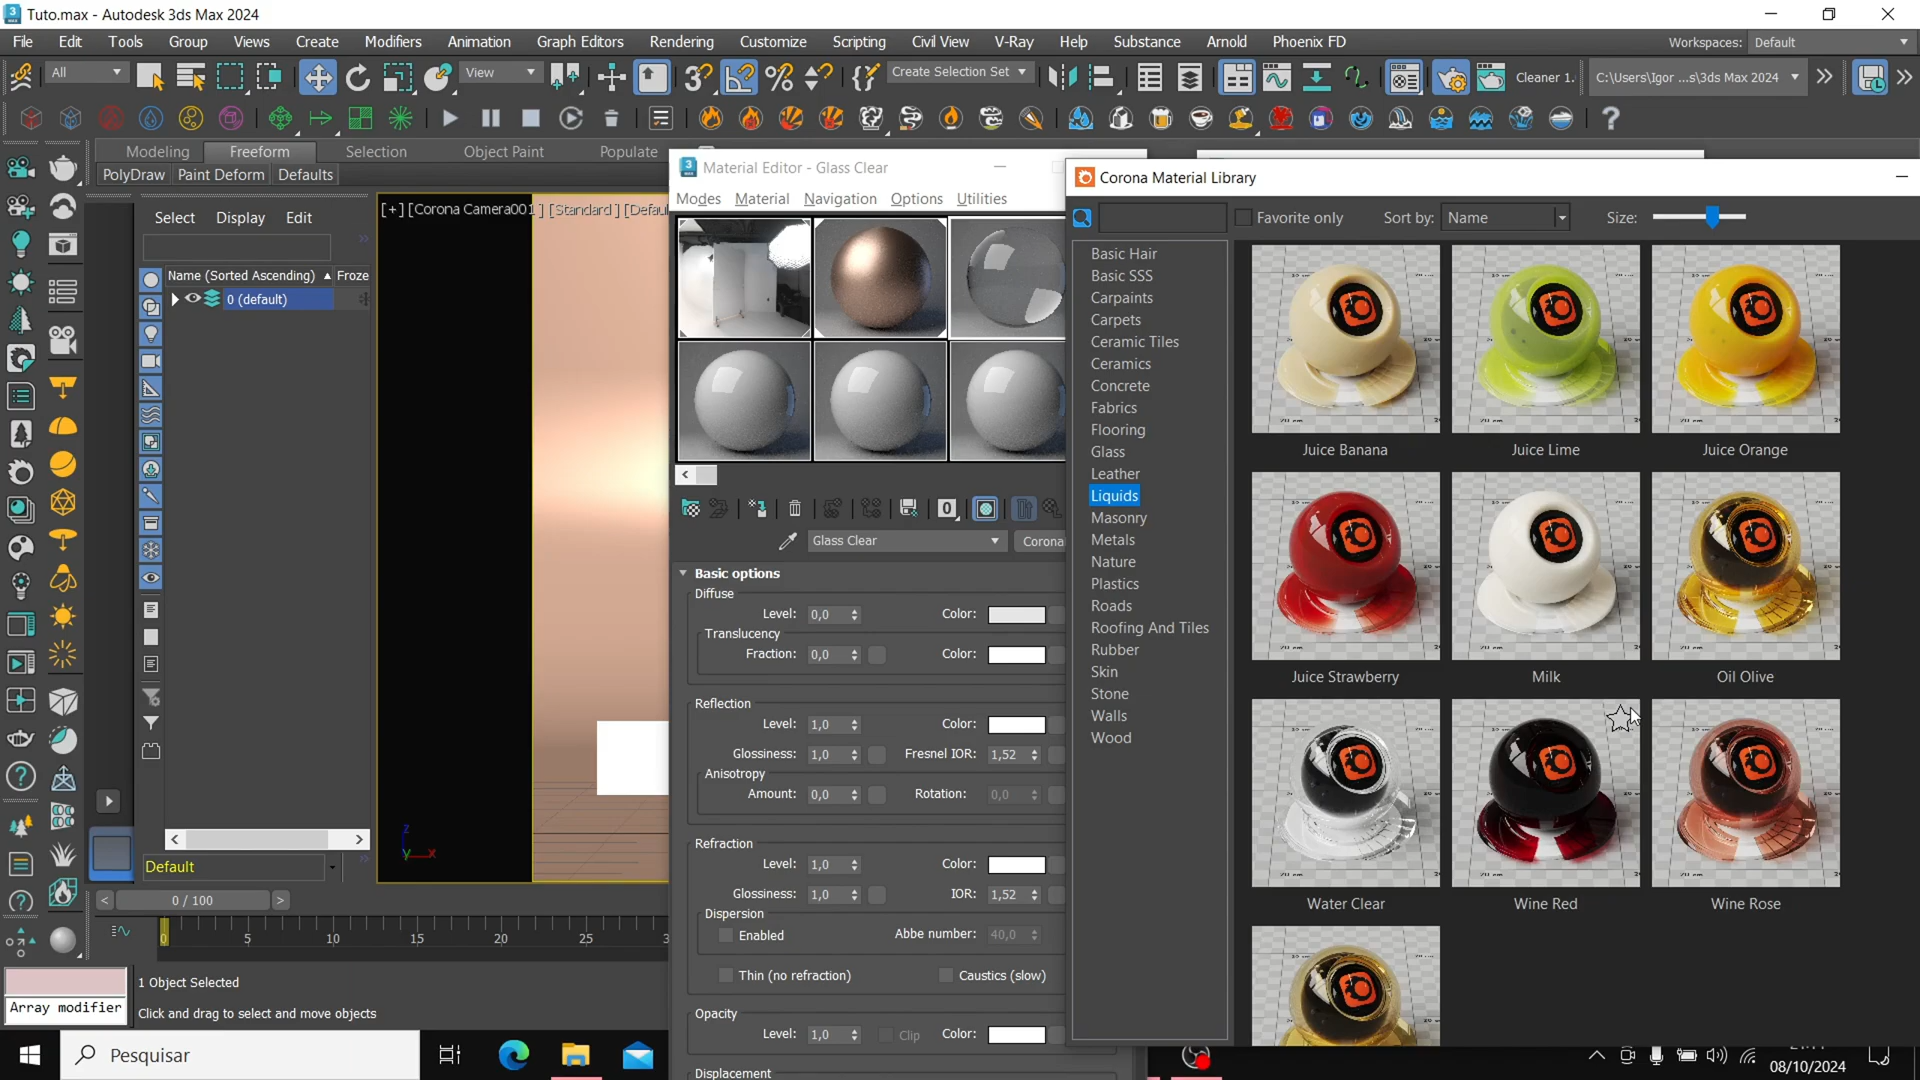 Tuto.max - Autodesk 3ds Max 2024
File Edit Tools Group Views Create Modifiers Animation Graph Editors Rendering Customize Scripting Civil View V-Ray Help Substance Arnold Phoenix FD
Workspaces: Default
All
View
Create Selection Set
Cleaner 1.
C:\Users\Igor ...s\3ds Max 2024
Modeling Freeform Selection Object Paint Populate
PolyDraw Paint Deform Defaults
Select Display Edit
Name (Sorted Ascending) Froze
0 (default)
Default
[+] [Corona Camera001 ] [Standard ] [Defau
Material Editor - Glass Clear
Modes Material Navigation Options Utilities
Glass Clear
Corona
Basic options
Diffuse
Level: 0,0 Color:
Translucency
Fraction: 0,0 Color:
Reflection
Level: 1,0 Color:
Glossiness: 1,0 Fresnel IOR: 1,52
Anisotropy
Amount: 0,0 Rotation: 0,0
Refraction
Level: 1,0 Color:
Glossiness: 1,0 IOR: 1,52
Dispersion
Enabled Abbe number: 40,0
Thin (no refraction) Caustics (slow)
Opacity
Level: 1,0 Clip Color:
Displacement
Corona Material Library
Favorite only Sort by: Name Size:
Basic Hair
Basic SSS
Carpaints
Carpets
Ceramic Tiles
Ceramics
Concrete
Fabrics
Flooring
Glass
Leather
Liquids
Masonry
Metals
Nature
Plastics
Roads
Roofing And Tiles
Rubber
Skin
Stone
Walls
Wood
Juice Banana Juice Lime Juice Orange
Juice Strawberry Milk Oil Olive
Water Clear Wine Red Wine Rose
0 / 100
0 5 10 15 20 25
Array modifier
1 Object Selected
Click and drag to select and move objects
Pesquisar
08/10/2024